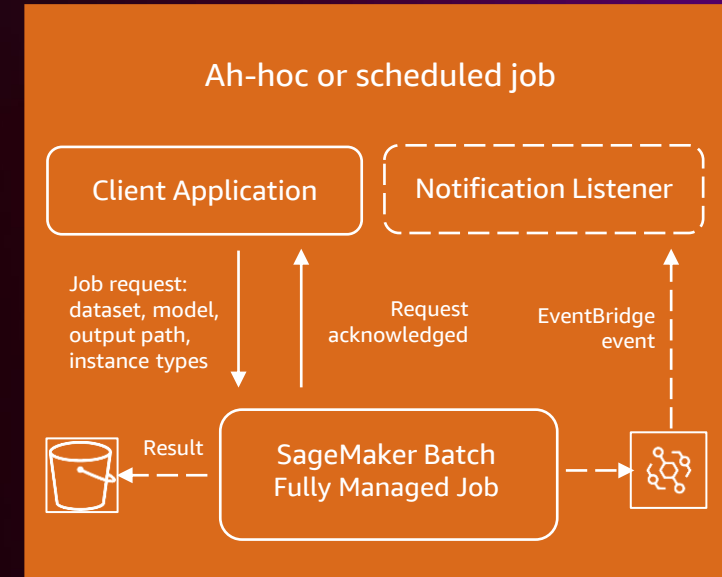 Ah-hoc or scheduled job
Client Application
Notification Listener
Job request:
dataset, model,
output path,
instance types
Request
acknowledged
EventBridge
event
Result
SageMaker Batch
Fully Managed Job